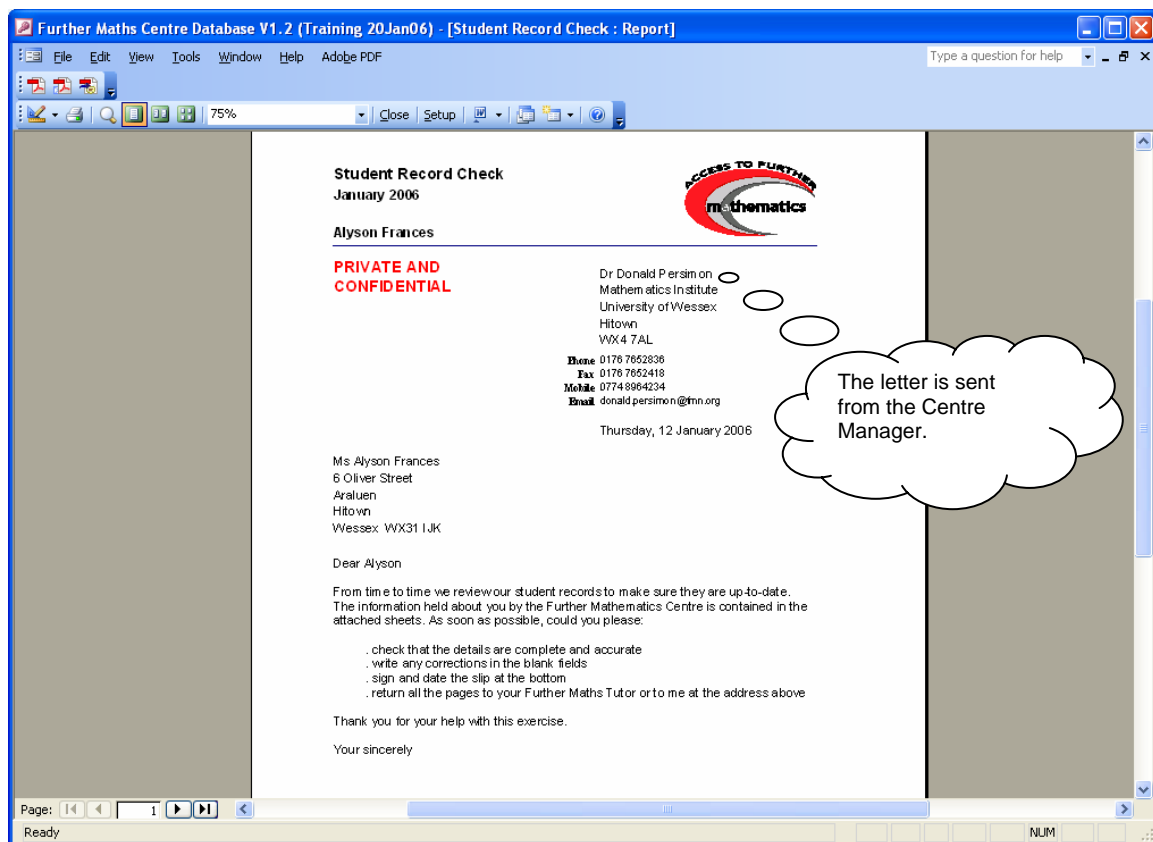 Further Maths Centre Database V1.2 (Training 20Jan06) - [Student Record Check : Report]
File Edit View Tools Window Help Adobe PDF Type a question for help
75% Close Setup
Student Record Check
January 2006
ACCESS TO FURTHER
mathematics
Alyson Frances
PRIVATE AND
CONFIDENTIAL
Dr Donald Persimon
Mathematics Institute
University of Wessex
Hitown
WX4 7AL
Phone 0176 7652836
Fax 0176 7652418
Mobile 0774 8964234
Email donald.persimon@fmn.org
Thursday, 12 January 2006
The letter is sent
from the Centre
Manager.
Ms Alyson Frances
6 Oliver Street
Araluen
Hitown
Wessex WX31 1JK
Dear Alyson
From time to time we review our student records to make sure they are up-to-date.
The information held about you by the Further Mathematics Centre is contained in the
attached sheets. As soon as possible, could you please:
. check that the details are complete and accurate
. write any corrections in the blank fields
. sign and date the slip at the bottom
. return all the pages to your Further Maths Tutor or to me at the address above
Thank you for your help with this exercise.
Your sincerely
Page: 1
Ready NUM